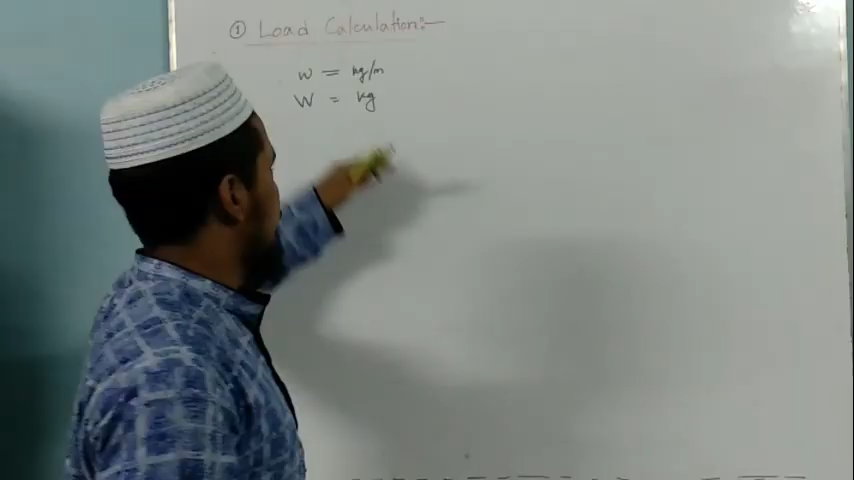 ① Load Calculation:-
w = kg/m
W = kg